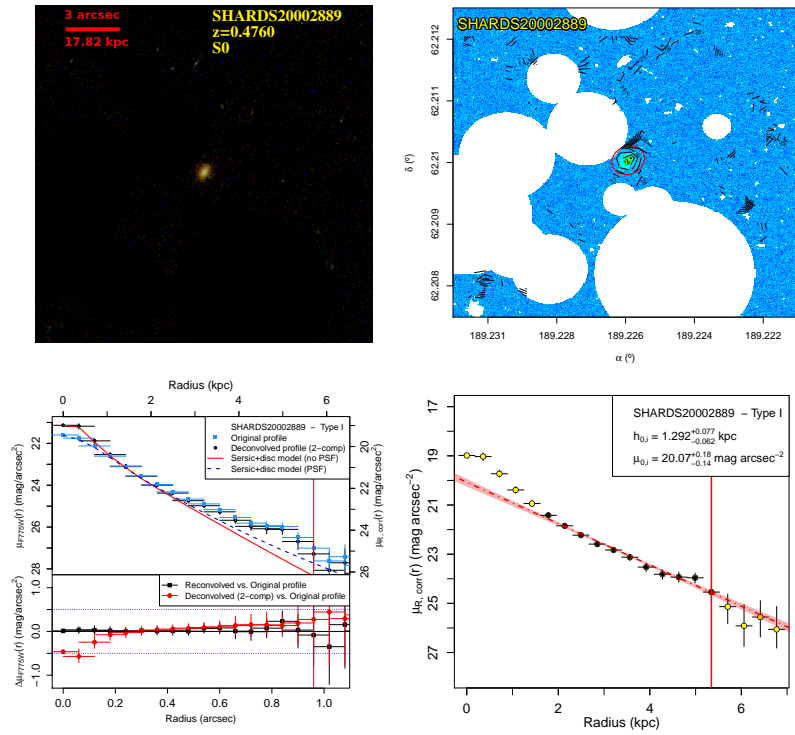 3 arcsec
17.82 kpc
SHARDS20002889
z=0.4760
S0
SHARDS20002889
62.212
62.211
62.21
62.209
62.208
δ (º)
189.231 189.228 189.226 189.224 189.222
α (º)
Radius (kpc)
0 2 4 6
SHARDS20002889 − Type I
Original profile
Deconvolved profile (2−comp)
Sersic+disc model (no PSF)
Sersic+disc model (PSF)
22 24 26 28
μF775W(r) (mag/arcsec²)
20 22 24 25 26
μR, corr(r) (mag/arcsec²)
Reconvolved vs. Original profile
Deconvolved (2−comp) vs. Original profile
1.0
0.0
−1.0
ΔμF775W(r) (mag/arcsec²)
0.0 0.2 0.4 0.6 0.8 1.0
Radius (arcsec)
SHARDS20002889 − Type I
h0,i = 1.292 +0.077 −0.062 kpc
μ0,i = 20.07 +0.18 −0.14 mag arcsec−2
17
19
21
23
25
27
μR, corr(r) (mag arcsec−2)
0 2 4 6
Radius (kpc)